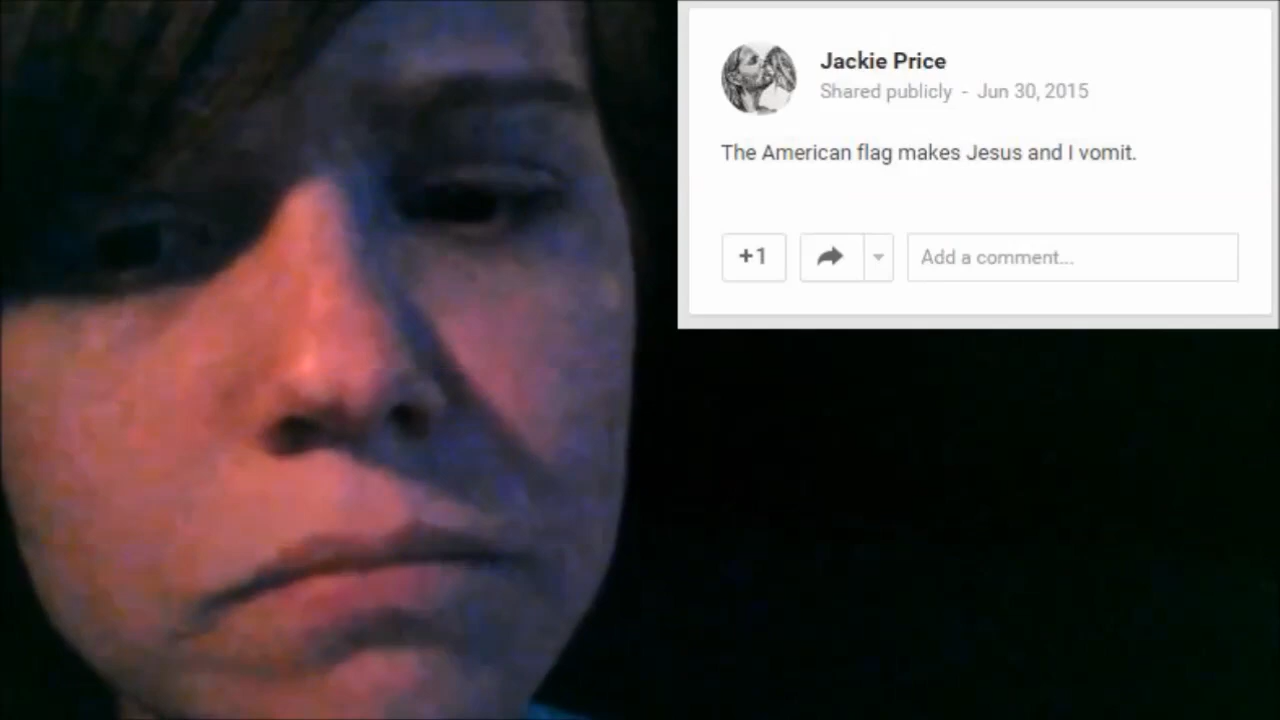 Jackie Price
Shared publicly - Jun 30, 2015
The American flag makes Jesus and I vomit.
+1
Add a comment...